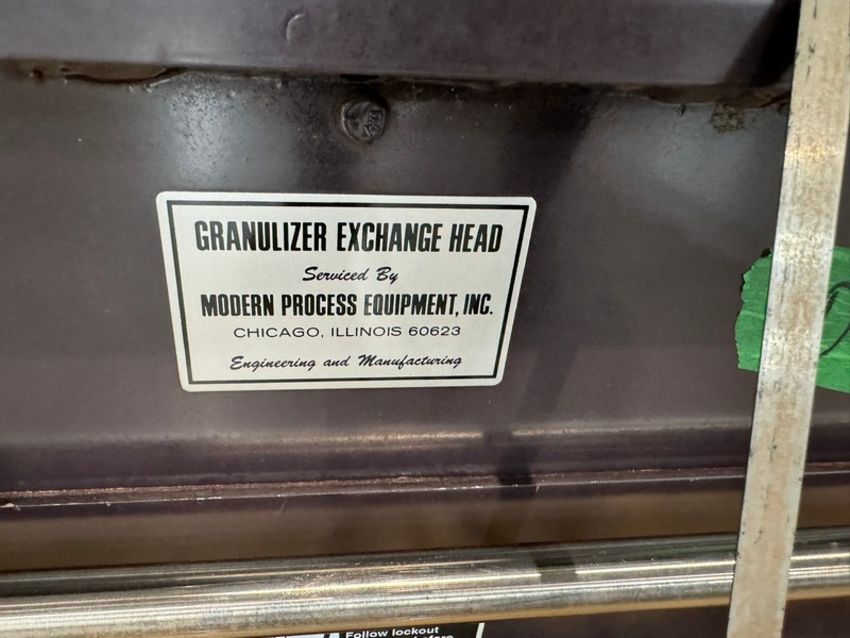 GRANULIZER EXCHANGE HEAD
Serviced By
MODERN PROCESS EQUIPMENT, INC.
CHICAGO, ILLINOIS 60623
Engineering and Manufacturing
Follow lockout